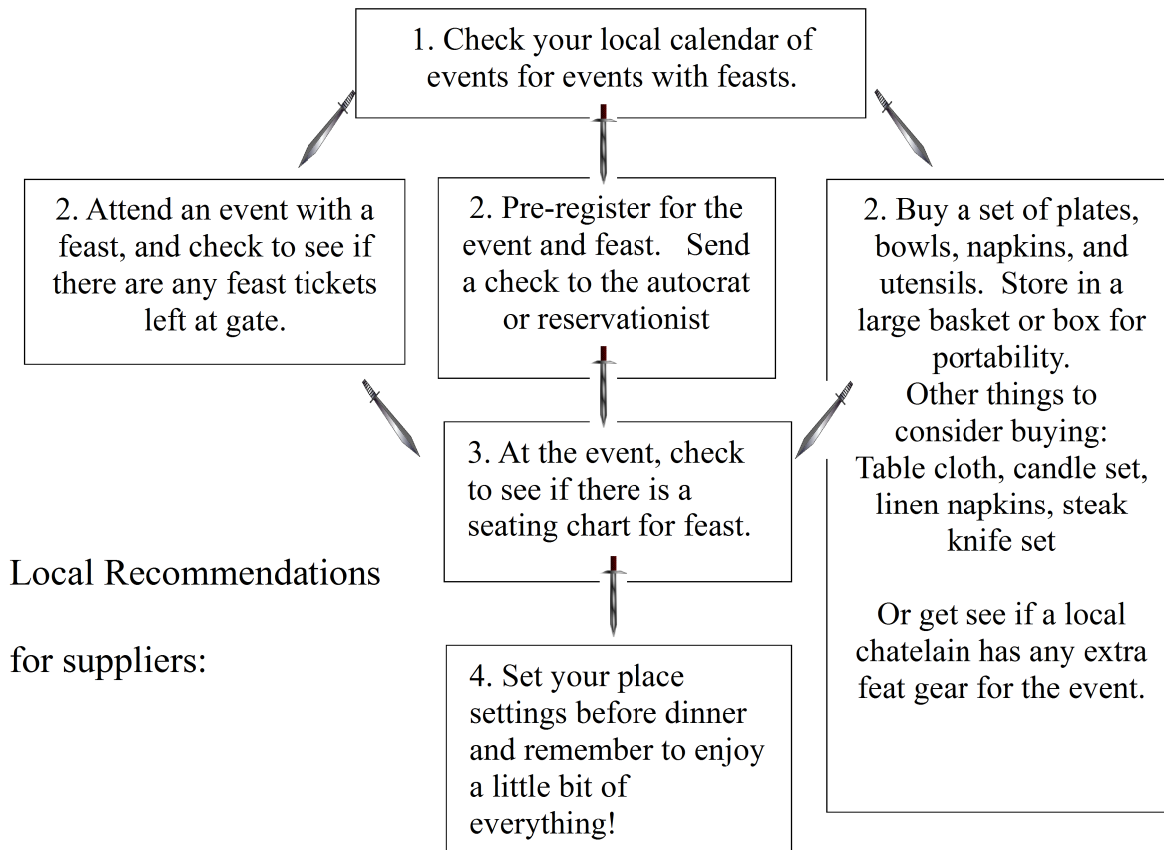 1. Check your local calendar of
events for events with feasts.
2. Attend an event with a
feast, and check to see if
there are any feast tickets
left at gate.
2. Pre-register for the
event and feast. Send
a check to the autocrat
or reservationist
2. Buy a set of plates,
bowls, napkins, and
utensils. Store in a
large basket or box for
portability.
Other things to
consider buying:
Table cloth, candle set,
linen napkins, steak
knife set
Or get see if a local
chatelain has any extra
feat gear for the event.
3. At the event, check
to see if there is a
seating chart for feast.
Local Recommendations
for suppliers:
4. Set your place
settings before dinner
and remember to enjoy
a little bit of
everything!